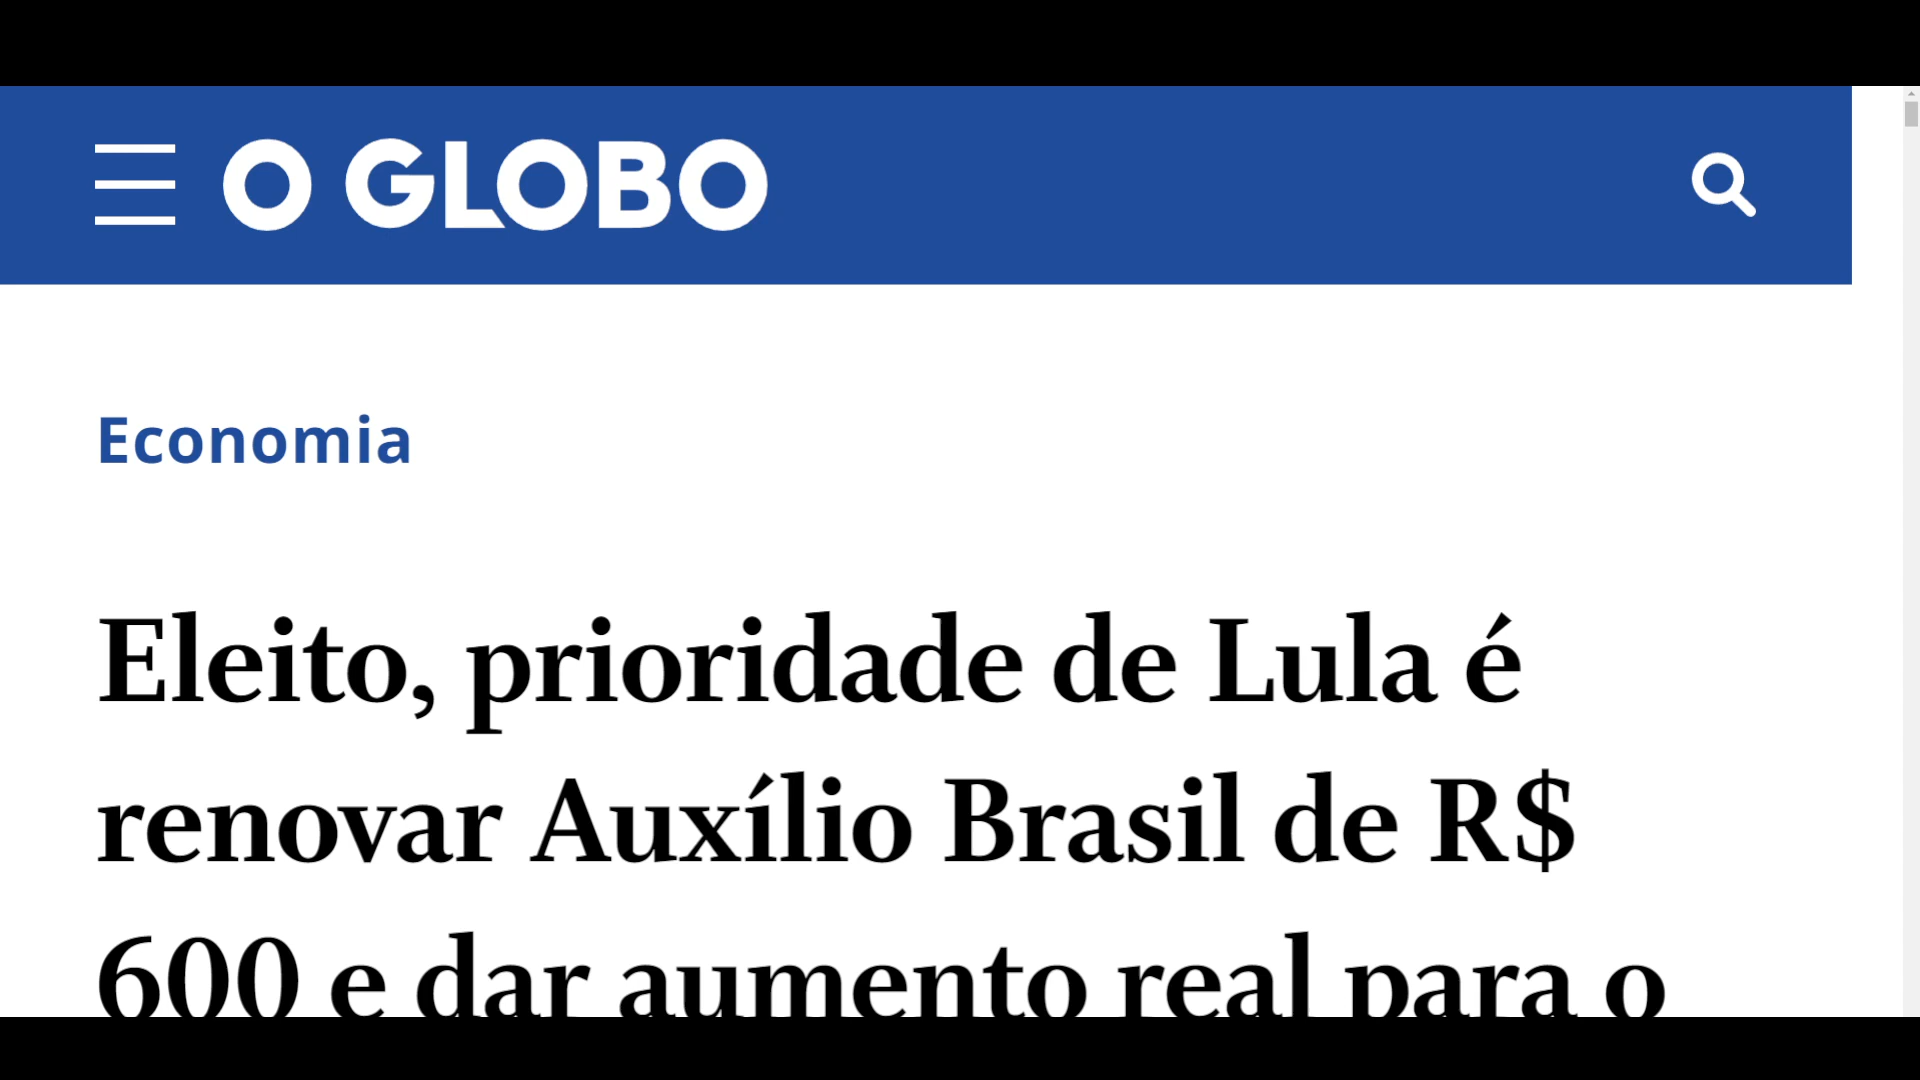 O GLOBO
Economia
Eleito, prioridade de Lula é
renovar Auxílio Brasil de R$
600 e dar aumento real para o